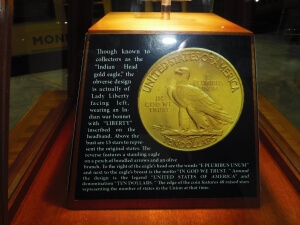 Though known to
collectors as the
"Indian Head
gold eagle," the
obverse design
is actually of
Lady Liberty
facing left,
wearing an In-
dian war bonnet
with "LIBERTY"
inscribed on the
headband. Above the
bust are 13 stars to repre-
sent the original states. The
reverse features a standing eagle
on a perch of bundled arrows and an olive
branch. To the right of the eagle's head are the words "E PLURIBUS UNUM"
and next to the eagle's breast is the motto "IN GOD WE TRUST." Around
the design is the legend "UNITED STATES OF AMERICA" and
denomination "TEN DOLLARS." The edge of the coin features 48 raised stars
representing the number of states in the Union at that time.
UNITED STATES OF AMERICA
E PLURIBUS
UNUM
IN
GOD WE
TRUST
MON